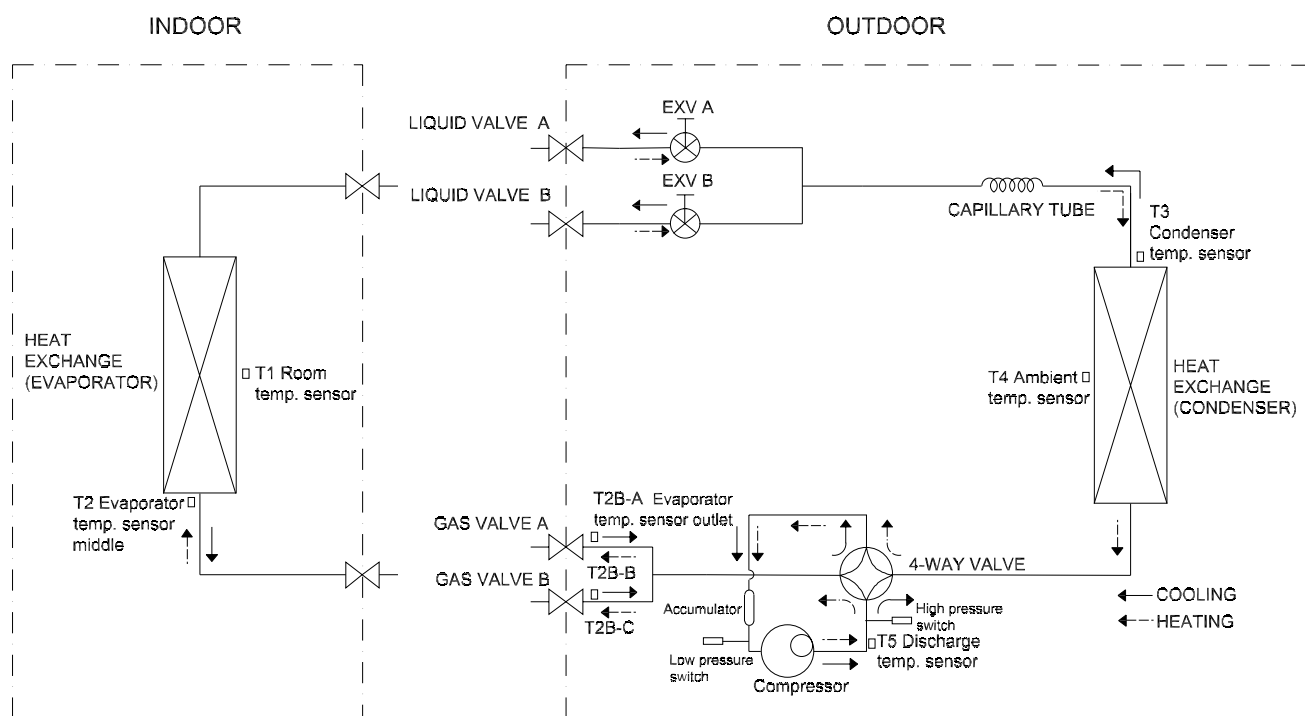 INDOOR
OUTDOOR
EXV A
LIQUID VALVE A
EXV B
LIQUID VALVE B
CAPILLARY TUBE
T3
Condenser
temp. sensor
HEAT
EXCHANGE
(EVAPORATOR)
T1 Room
temp. sensor
T4 Ambient
temp. sensor
HEAT
EXCHANGE
(CONDENSER)
T2 Evaporator
temp. sensor
middle
T2B-A Evaporator
temp. sensor outlet
GAS VALVE A
T2B-B
GAS VALVE B
T2B-C
4-WAY VALVE
COOLING
HEATING
Accumulator
High pressure
switch
T5 Discharge
temp. sensor
Low pressure
switch
Compressor